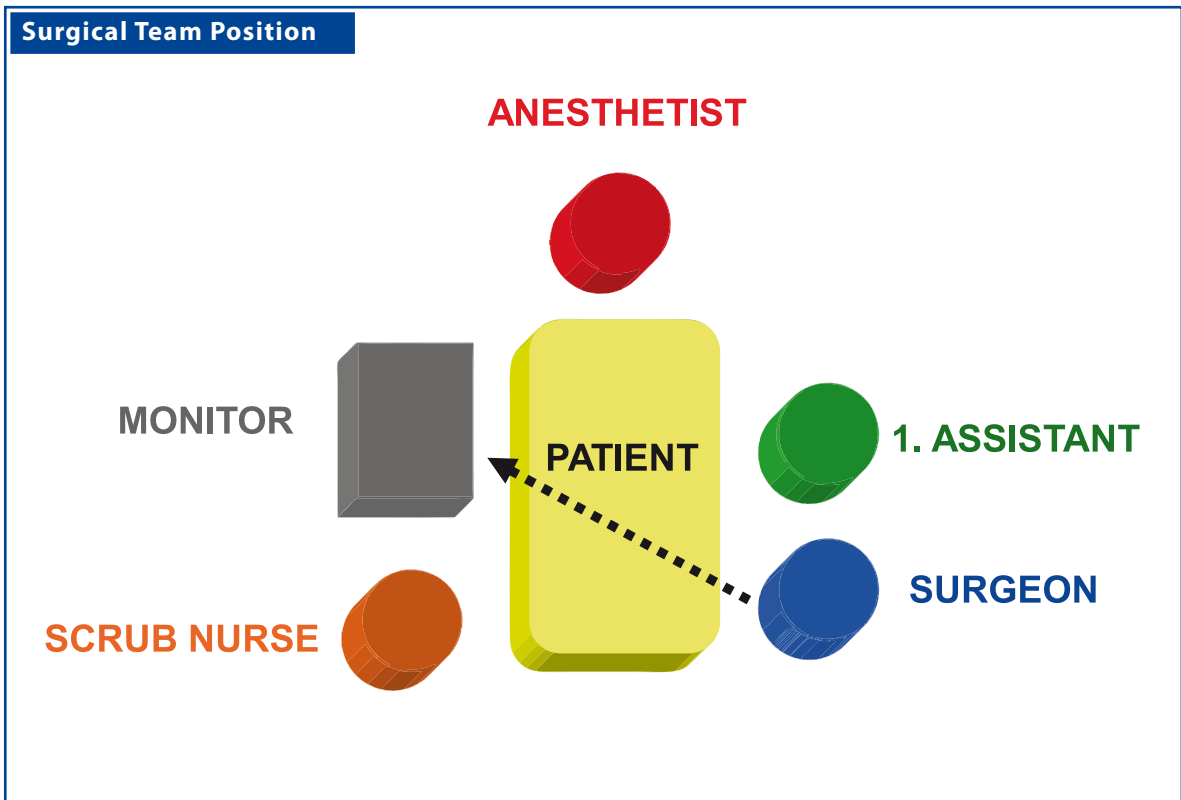 Surgical Team Position
ANESTHETIST
MONITOR
PATIENT
1. ASSISTANT
SURGEON
SCRUB NURSE